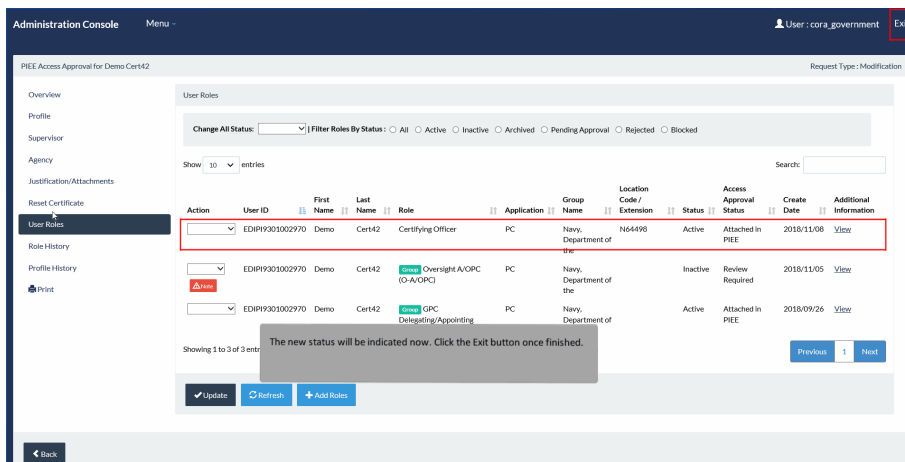 Administration Console Menu User : cora_government
PIEE Access Approval for Demo Cert42 Request Type : Modification
Overview
Profile
Supervisor
Agency
Justification/Attachments
Reset Certificate
User Roles
Role History
Profile History
Print
User Roles
Change All Status: | Filter Roles By Status : All Active Inactive Archived Pending Approval Rejected Blocked
Show 10 entries Search:
Action User ID First Name Last Name Role Application Group Name Location Code / Extension Status Access Approval Status Create Date Additional Information
EDIPI9301002970 Demo Cert42 Certifying Officer PC Navy, Department of the N64498 Active Attached in PIEE 2018/11/08 View
Note EDIPI9301002970 Demo Cert42 Group Oversight A/OPC (O-A/OPC) PC Navy, Department of the Inactive Review Required 2018/11/05 View
EDIPI9301002970 Demo Cert42 Group GPC Delegating/Appointing PC Navy, Department of Active Attached in PIEE 2018/09/26 View
The new status will be indicated now. Click the Exit button once finished.
Showing 1 to 3 of 3 Previous 1 Next
Update Refresh Add Roles
Back